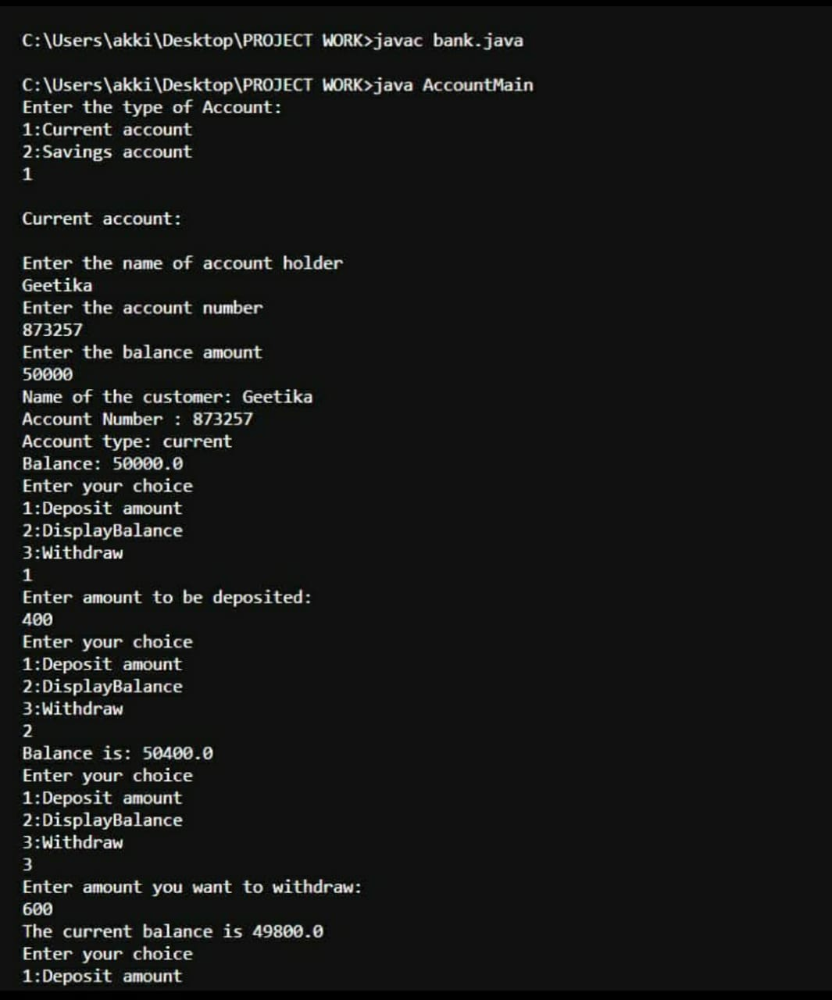 C:\Users\akki\Desktop\PROJECT WORK>javac bank.java
C:\Users\akki\Desktop\PROJECT WORK>java AccountMain
Enter the type of Account:
1:Current account
2:Savings account
1
Current account:
Enter the name of account holder
Geetika
Enter the account number
873257
Enter the balance amount
50000
Name of the customer: Geetika
Account Number : 873257
Account type: current
Balance: 50000.0
Enter your choice
1:Deposit amount
2:DisplayBalance
3:Withdraw
1
Enter amount to be deposited:
400
Enter your choice
1:Deposit amount
2:DisplayBalance
3:Withdraw
2
Balance is: 50400.0
Enter your choice
1:Deposit amount
2:DisplayBalance
3:Withdraw
3
Enter amount you want to withdraw:
600
The current balance is 49800.0
Enter your choice
1:Deposit amount